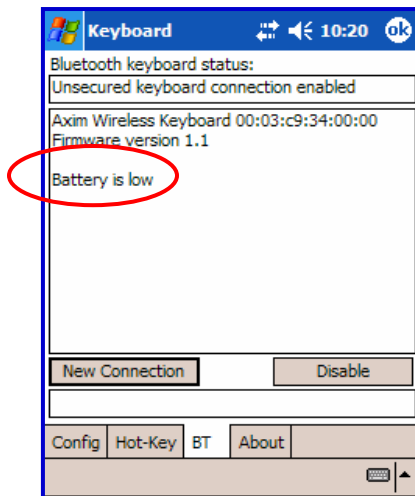 Keyboard 10:20 ok
Bluetooth keyboard status:
Unsecured keyboard connection enabled
Axim Wireless Keyboard 00:03:c9:34:00:00
Firmware version 1.1
Battery is low
New Connection Disable
Config Hot-Key BT About